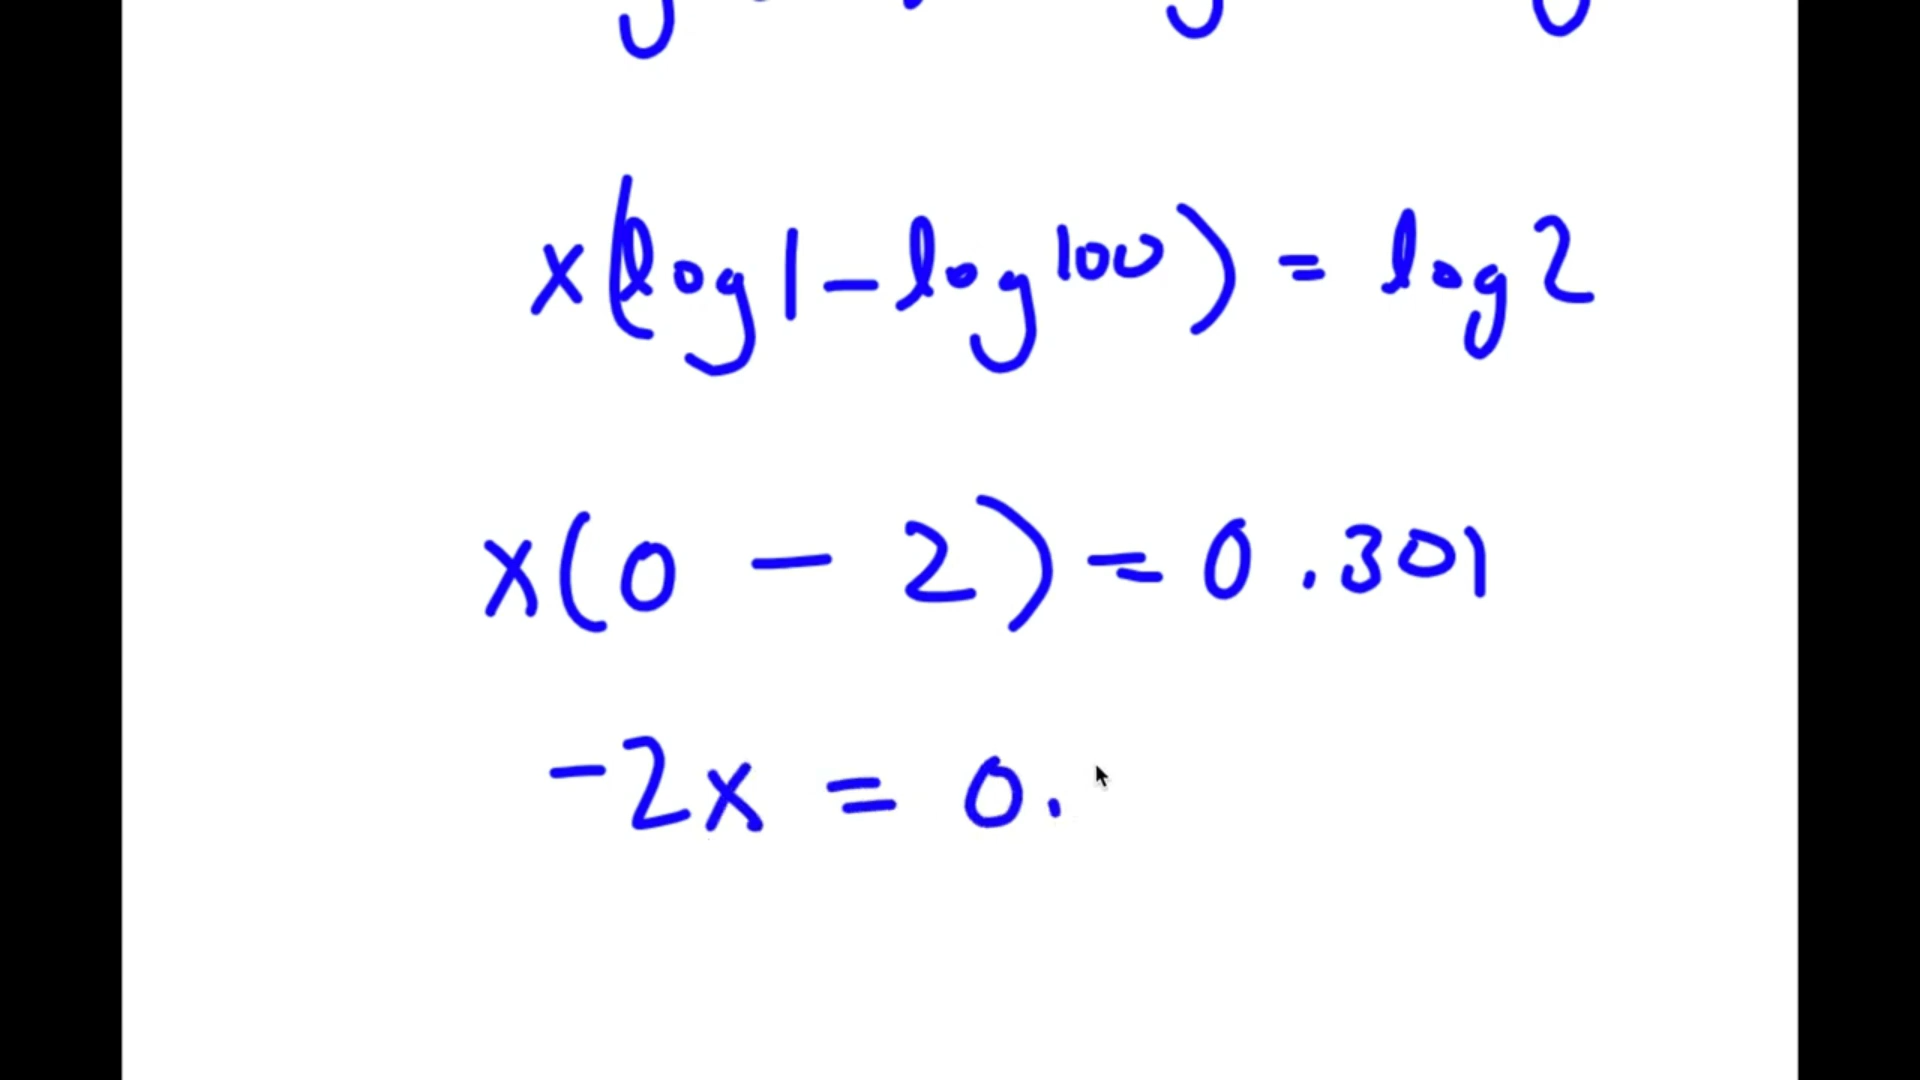 x(log1-log100) = log2
x(0 - 2) = 0.301
-2x = 0.